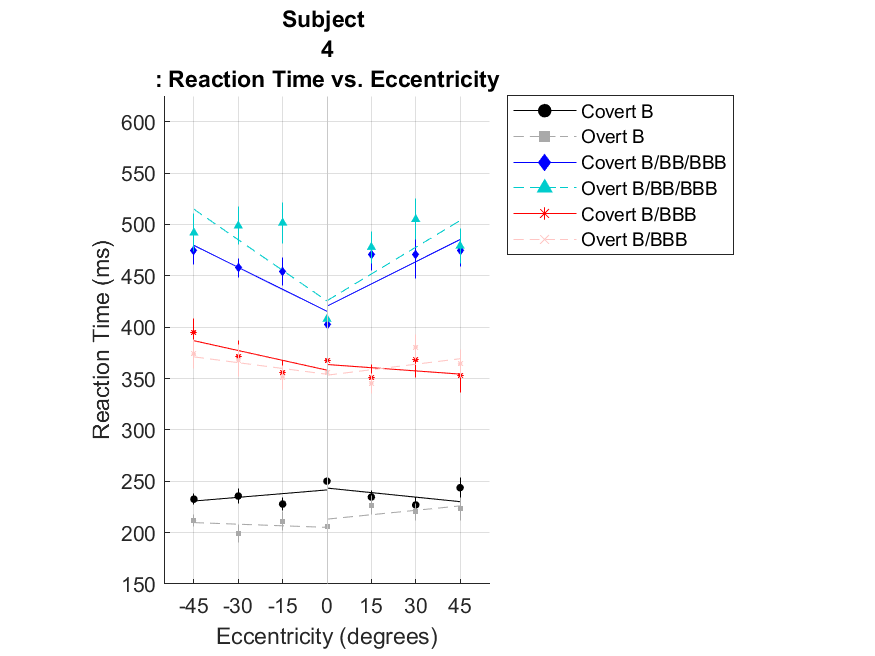 Subject
4
: Reaction Time vs. Eccentricity
Covert B
Overt B
Covert B/BB/BBB
Overt B/BB/BBB
Covert B/BBB
Overt B/BBB
Reaction Time (ms)
600
550
500
450
400
350
300
250
200
150
-45 -30 -15 0 15 30 45
Eccentricity (degrees)